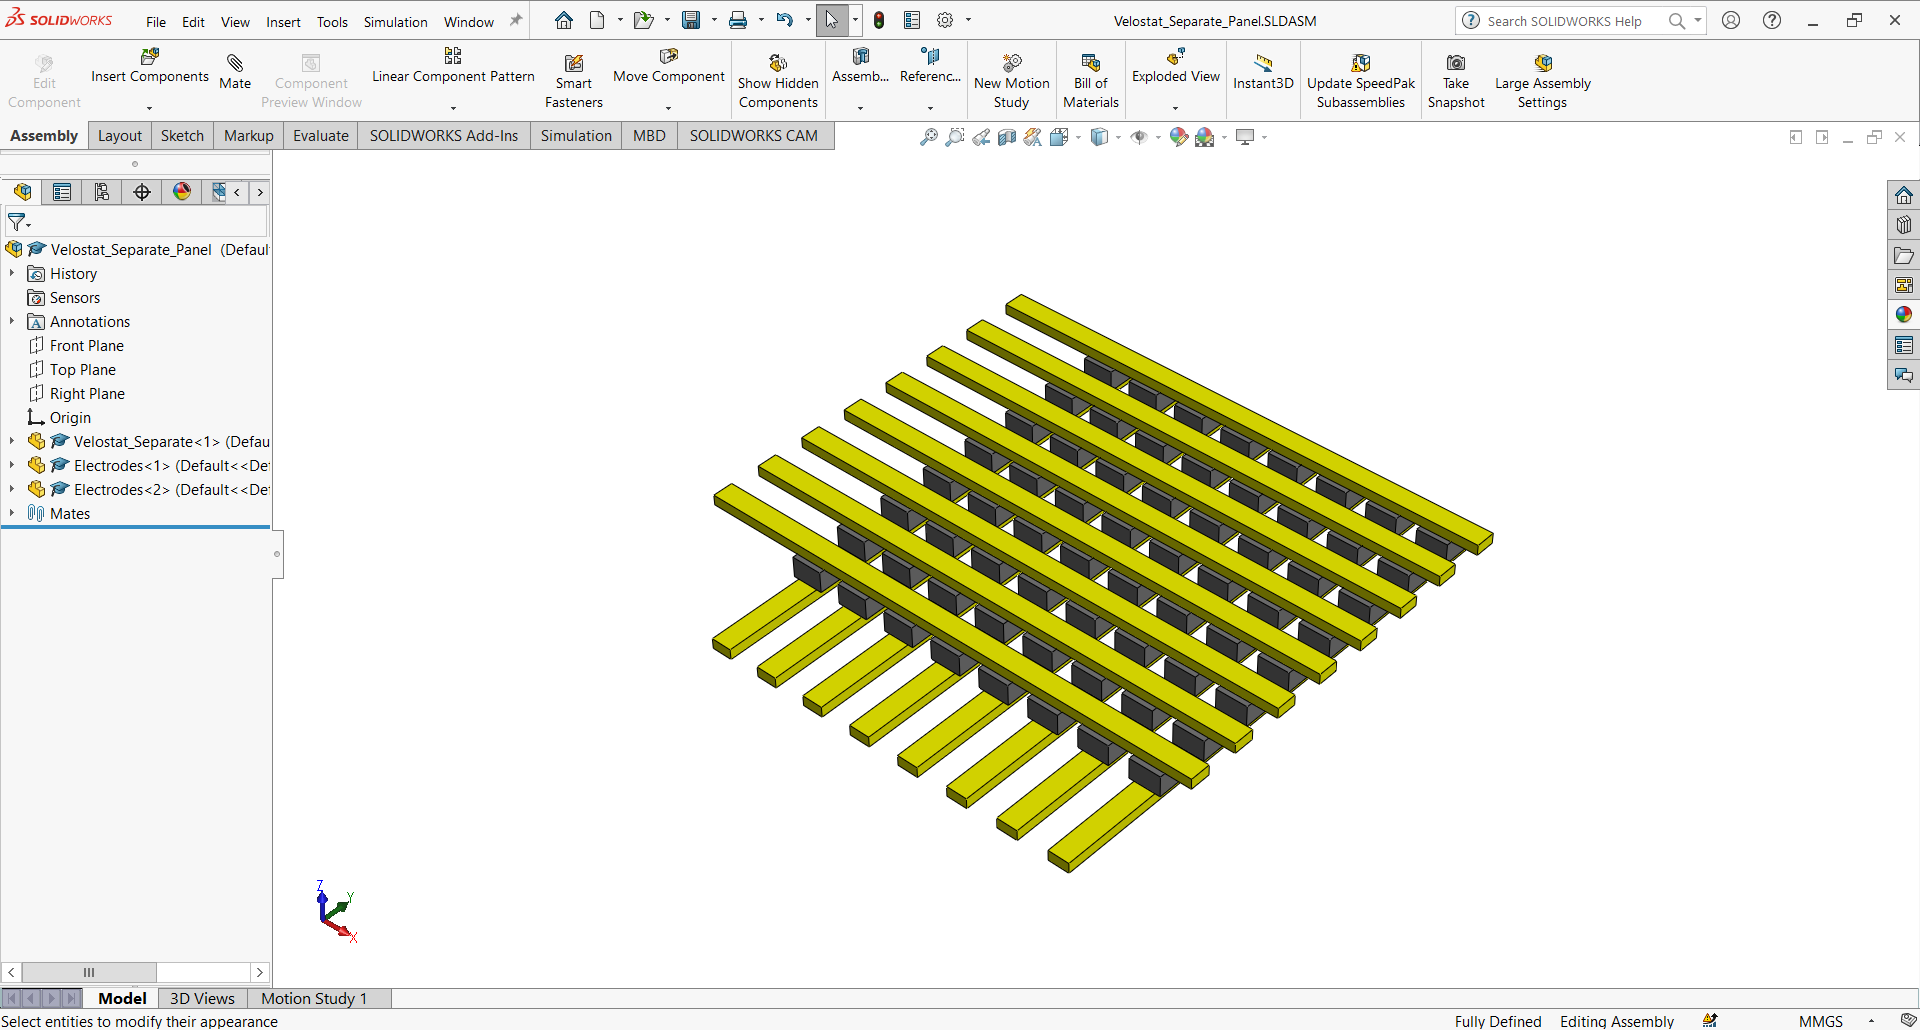 SOLIDWORKS File Edit View Insert Tools Simulation Window Velostat_Separate_Panel.SLDASM Search SOLIDWORKS Help
Edit Component
Insert Components
Mate
Component Preview Window
Linear Component Pattern
Smart Fasteners
Move Component
Show Hidden Components
Assemb...
Referenc...
New Motion Study
Bill of Materials
Exploded View
Instant3D
Update SpeedPak Subassemblies
Take Snapshot
Large Assembly Settings
Assembly Layout Sketch Markup Evaluate SOLIDWORKS Add-Ins Simulation MBD SOLIDWORKS CAM
Velostat_Separate_Panel (Defaul
History
Sensors
Annotations
Front Plane
Top Plane
Right Plane
Origin
Velostat_Separate<1> (Defau
Electrodes<1> (Default<<De
Electrodes<2> (Default<<De
Mates
Z
Y
X
Model 3D Views Motion Study 1
Select entities to modify their appearance Fully Defined Editing Assembly MMGS